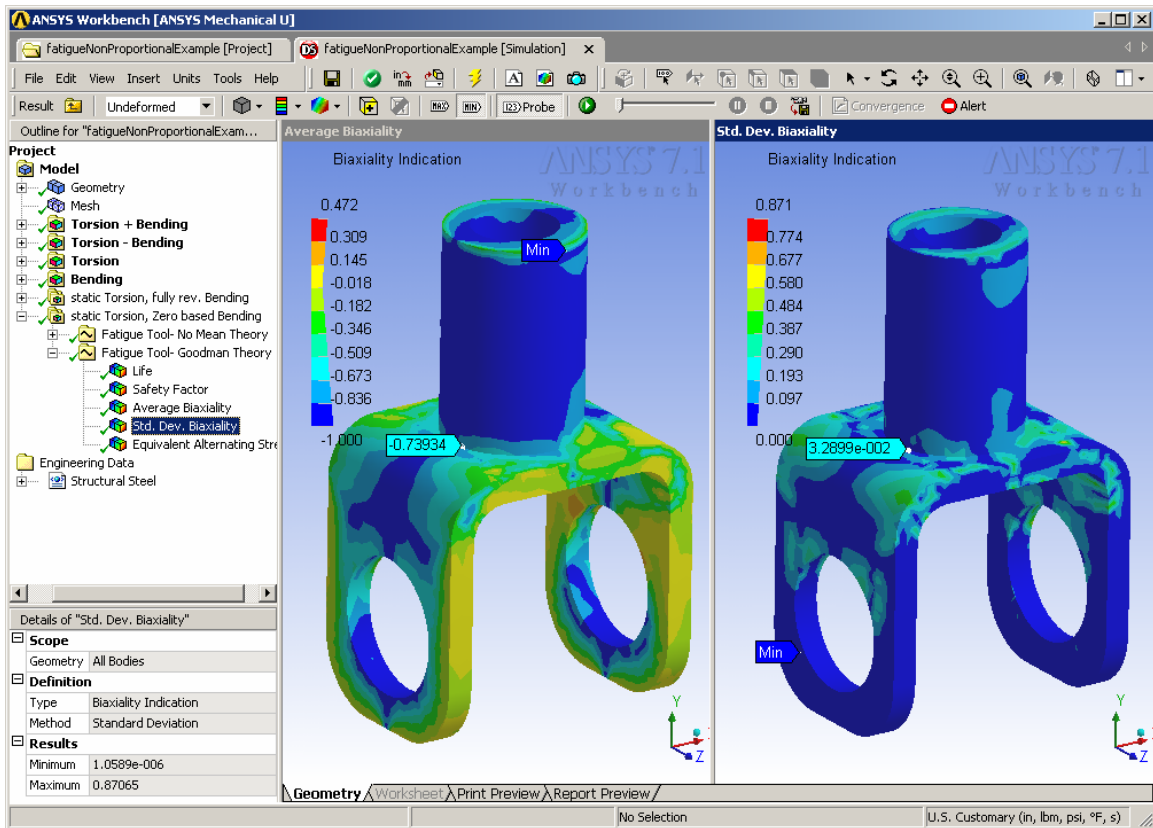 ANSYS Workbench [ANSYS Mechanical U]
fatigueNonProportionalExample [Project]
fatigueNonProportionalExample [Simulation]
File Edit View Insert Units Tools Help
Result Undeformed MAX MIN 123 Probe Convergence Alert
Outline for "fatigueNonProportionalExam...
Project
Model
Geometry
Mesh
Torsion + Bending
Torsion - Bending
Torsion
Bending
static Torsion, fully rev. Bending
static Torsion, Zero based Bending
Fatigue Tool- No Mean Theory
Fatigue Tool- Goodman Theory
Life
Safety Factor
Average Biaxiality
Std. Dev. Biaxiality
Equivalent Alternating Stre
Engineering Data
Structural Steel
Details of "Std. Dev. Biaxiality"
Scope
Geometry All Bodies
Definition
Type Biaxiality Indication
Method Standard Deviation
Results
Minimum 1.0589e-006
Maximum 0.87065
Average Biaxiality
Biaxiality Indication
ANSYS 7.1
Workbench
0.472
0.309
0.145
-0.018
-0.182
-0.346
-0.509
-0.673
-0.836
-1.000
Min
-0.73934
Y
Z
Std. Dev. Biaxiality
Biaxiality Indication
ANSYS 7.1
Workbench
0.871
0.774
0.677
0.580
0.484
0.387
0.290
0.193
0.097
0.000
3.2899e-002
Min
Y
Z
Geometry Worksheet Print Preview Report Preview
No Selection
U.S. Customary (in, lbm, psi, °F, s)